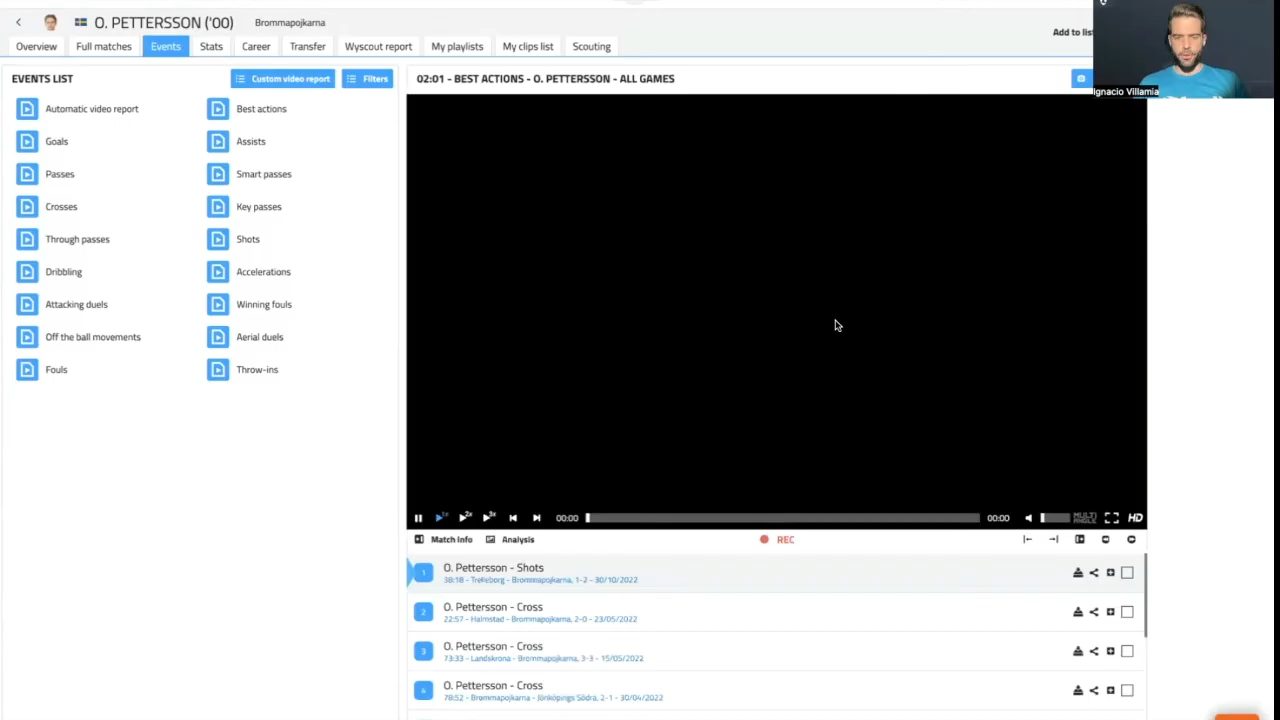 O. PETTERSSON ('00) Brommapojkarna
Add to list
Overview Full matches Events Stats Career Transfer Wyscout report My playlists My clips list Scouting
Ignacio Villamia
EVENTS LIST Custom video report Filters
02:01 - BEST ACTIONS - O. PETTERSSON - ALL GAMES
Automatic video report Best actions
Goals Assists
Passes Smart passes
Crosses Key passes
Through passes Shots
Dribbling Accelerations
Attacking duels Winning fouls
Off the ball movements Aerial duels
Fouls Throw-ins
1x 2x 3x 00:00 00:00 MULTI ANGLE HD
Match info Analysis REC
1 O. Pettersson - Shots
38:18 - Trelleborg - Brommapojkarna, 1-2 - 30/10/2022
2 O. Pettersson - Cross
22:57 - Halmstad - Brommapojkarna, 2-0 - 23/05/2022
3 O. Pettersson - Cross
73:33 - Landskrona - Brommapojkarna, 3-3 - 15/05/2022
4 O. Pettersson - Cross
78:52 - Brommapojkarna - Jönköpings Södra, 2-1 - 30/04/2022